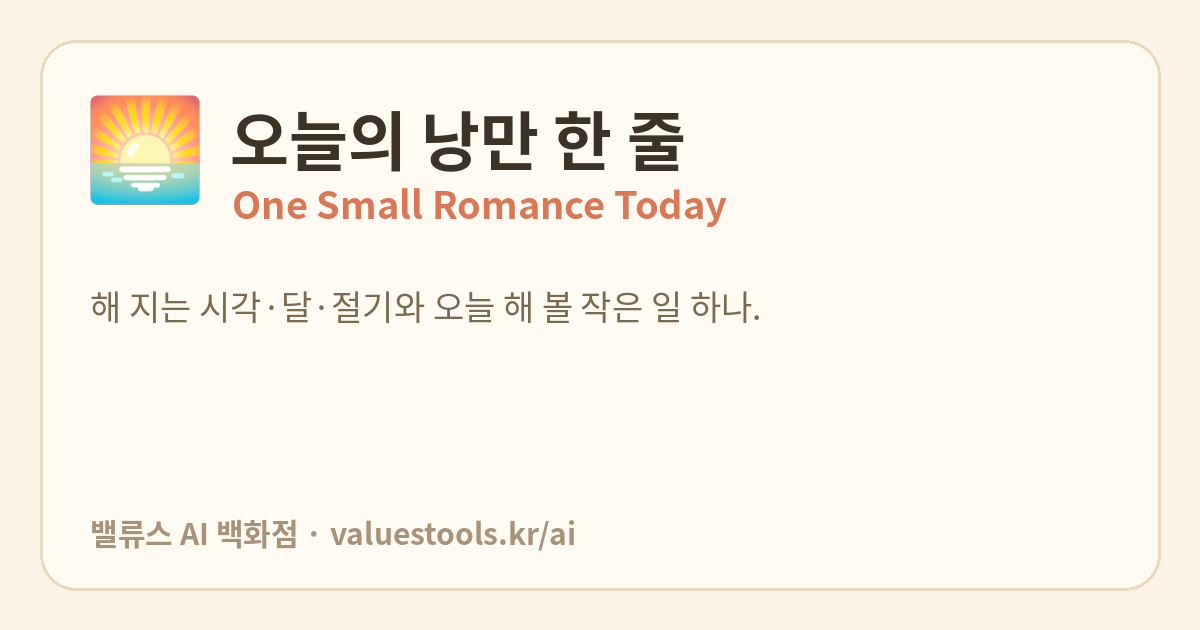 오늘의 낭만 한 줄
One Small Romance Today
해 지는 시각·달·절기와 오늘 해 볼 작은 일 하나.
밸류스 AI 백화점 · valuestools.kr/ai